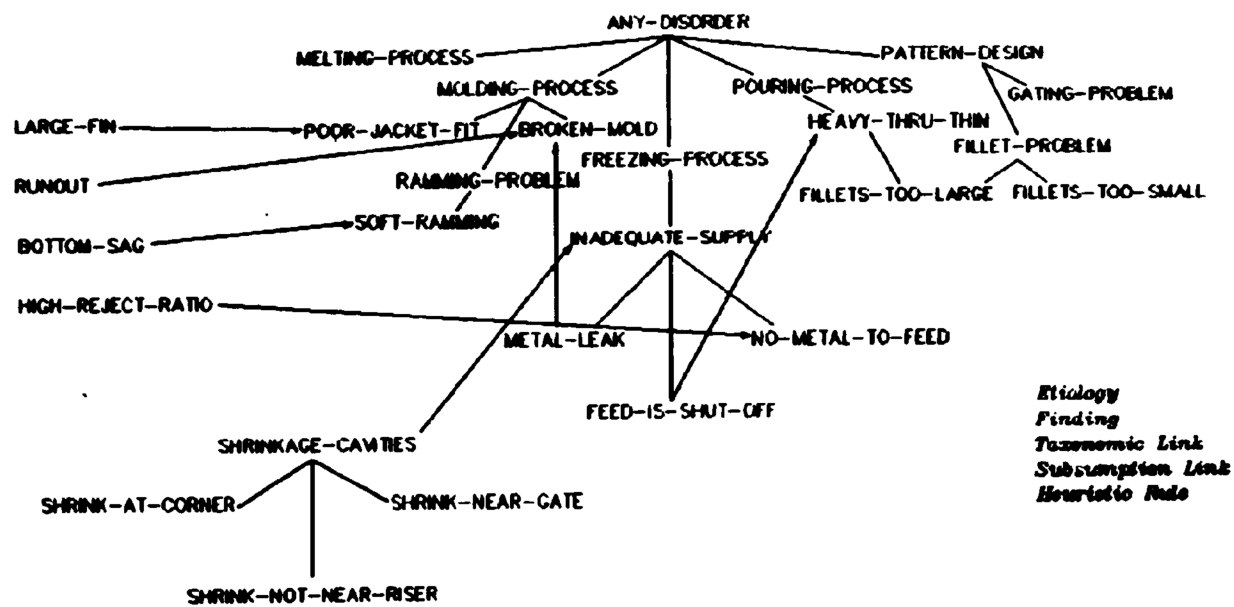 ANY-DISORDER
MELTING-PROCESS
PATTERN-DESIGN
MOLDING-PROCESS
POURING-PROCESS
GATING-PROBLEM
LARGE-FIN
POOR-JACKET-FIT
BROKEN-MOLD
HEAVY-THRU-THIN
FILLET-PROBLEM
FREEZING-PROCESS
RUNOUT
RAMMING-PROBLEM
FILLETS-TOO-LARGE
FILLETS-TOO-SMALL
SOFT-RAMMING
BOTTOM-SAG
INADEQUATE-SUPPLY
HIGH-REJECT-RATIO
METAL-LEAK
NO-METAL-TO-FEED
FEED-IS-SHUT-OFF
Etiology
Finding
Taxonomic Link
Subsumption Link
Heuristic Rule
SHRINKAGE-CAVITIES
SHRINK-AT-CORNER
SHRINK-NEAR-GATE
SHRINK-NOT-NEAR-RISER